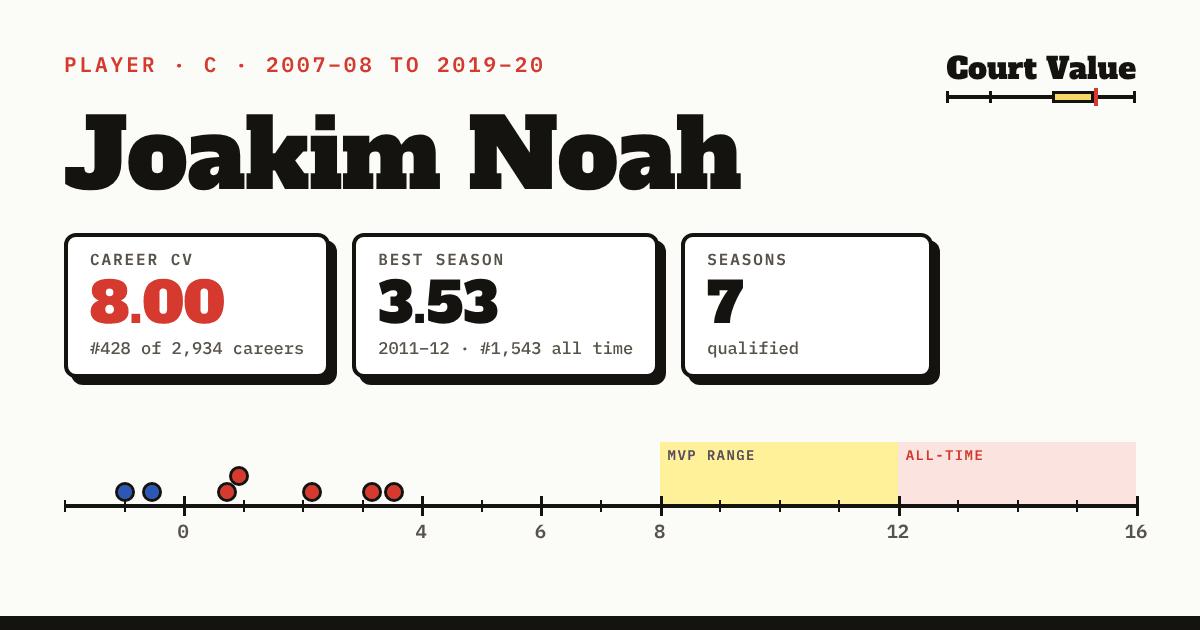 PLAYER · C · 2007–08 TO 2019–20
Court Value
Joakim Noah
CAREER CV
8.00
#428 of 2,934 careers
BEST SEASON
3.53
2011–12 · #1,543 all time
SEASONS
7
qualified
MVP RANGE
ALL-TIME
0 4 6 8 12 16